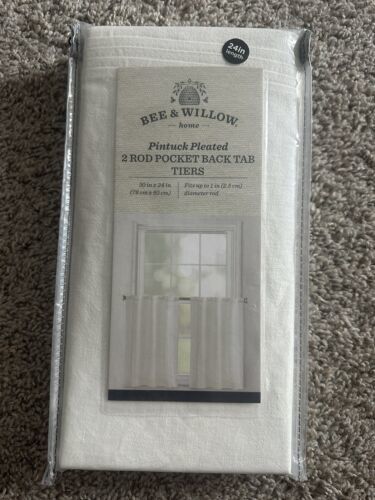 24in
length
BEE & WILLOW.
home
Pintuck Pleated
2 ROD POCKET BACK TAB
TIERS
30 in x 24 in
(76 cm x 60 cm)
Fits up to 1 in (2.5 cm)
diameter rod